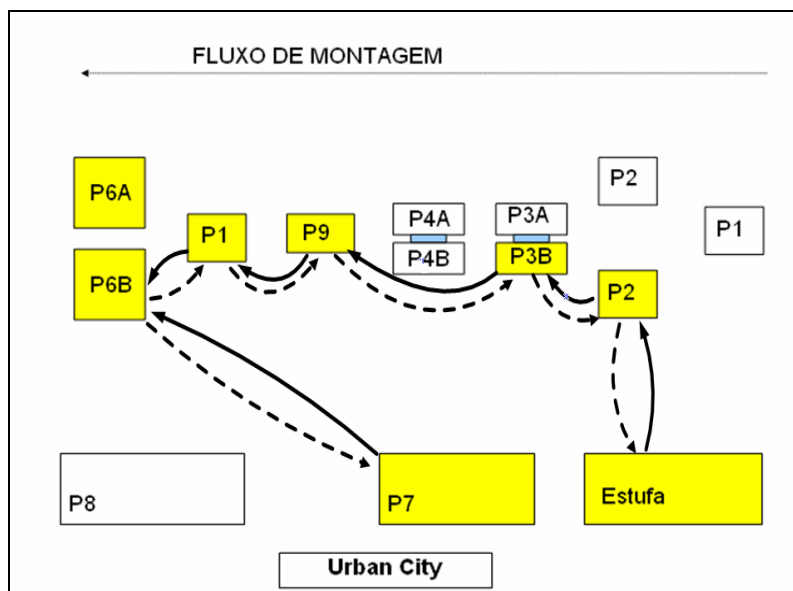 FLUXO DE MONTAGEM
P6A
P2
P4A
P3A
P1
P9
P1
P4B
P3B
P6B
P2
P8
P7
Estufa
Urban City